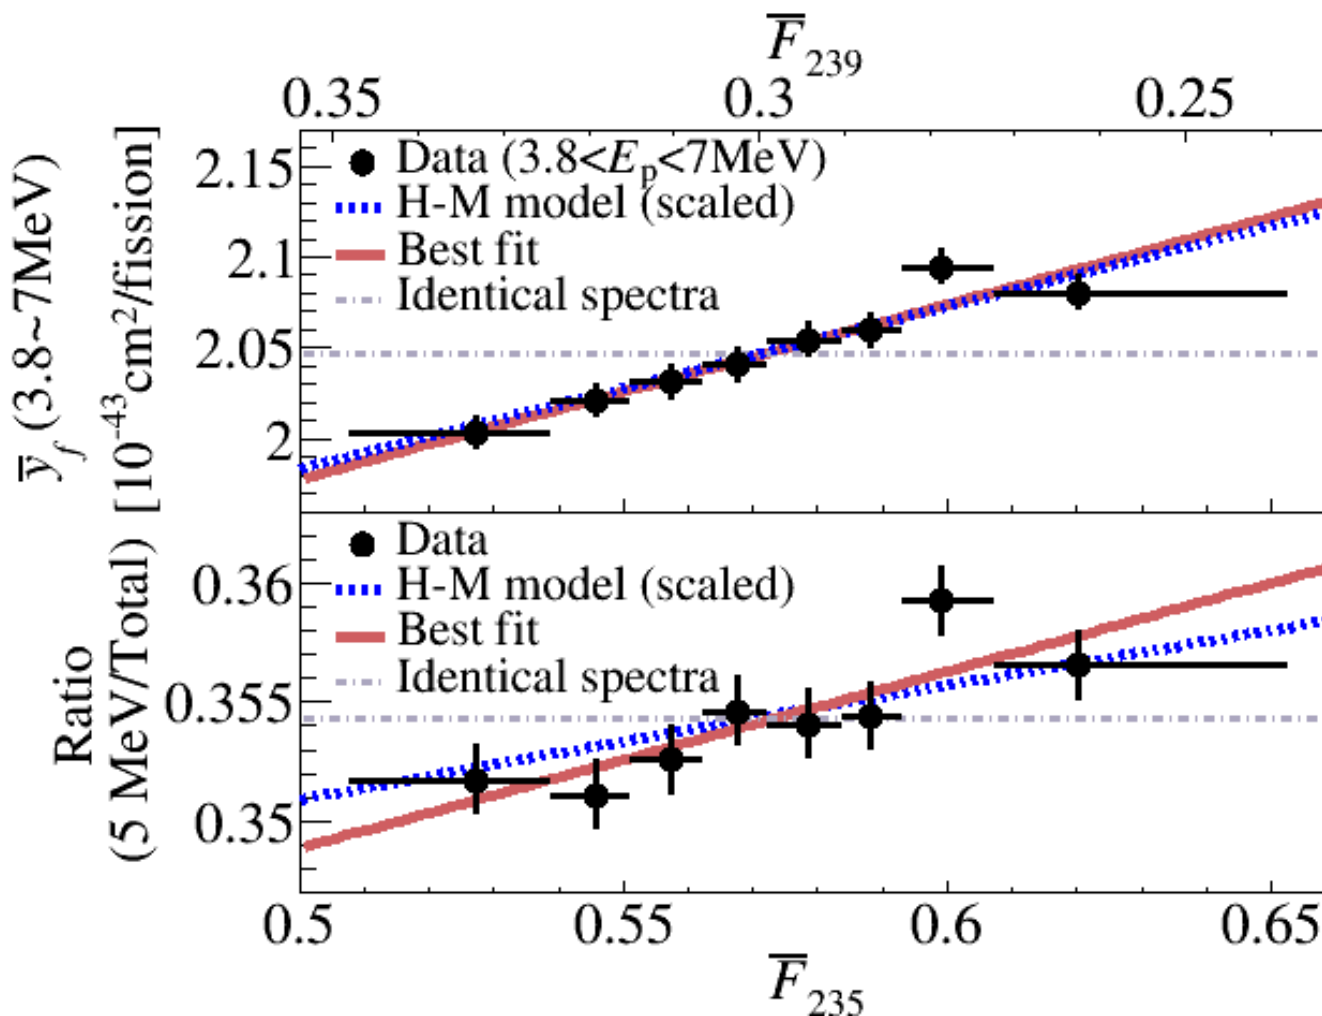 F̅₂₃₉
0.35 0.3 0.25
y̅_f (3.8~7MeV)
[10⁻⁴³cm²/fission]
2.15
2.1
2.05
2
Data (3.8<Eₚ<7MeV)
H-M model (scaled)
Best fit
Identical spectra
Ratio
(5 MeV/Total)
0.36
0.355
0.35
Data
H-M model (scaled)
Best fit
Identical spectra
0.5 0.55 0.6 0.65
F̅₂₃₅